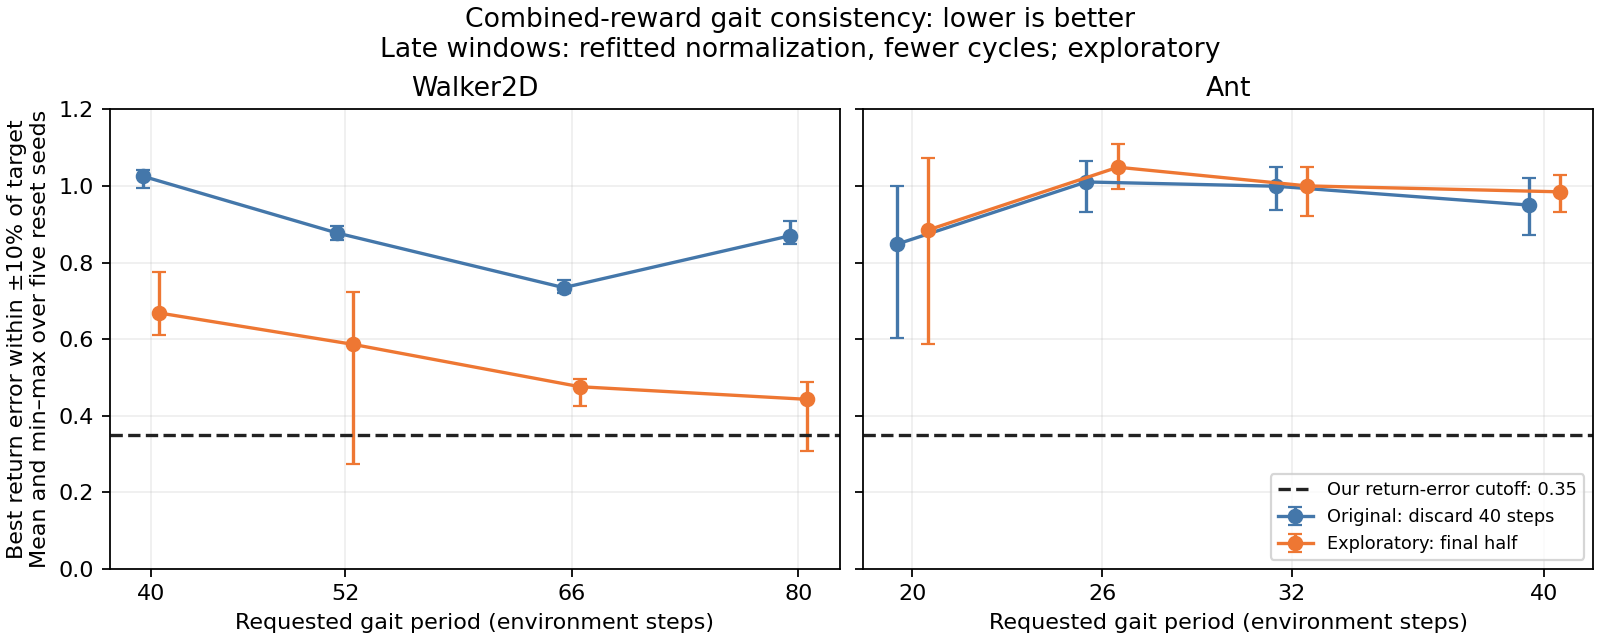 Combined-reward gait consistency: lower is better
Late windows: refitted normalization, fewer cycles; exploratory
Walker2D
Ant
Best return error within ±10% of target
Mean and min–max over five reset seeds
1.2
1.0
0.8
0.6
0.4
0.2
0.0
40
52
66
80
Requested gait period (environment steps)
20
26
32
40
Requested gait period (environment steps)
Our return-error cutoff: 0.35
Original: discard 40 steps
Exploratory: final half